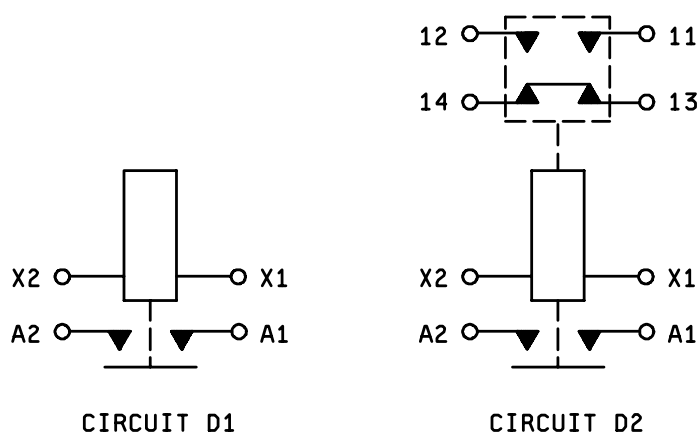 12 11
14 13
X2 X1 X2 X1
A2 A1 A2 A1
CIRCUIT D1 CIRCUIT D2